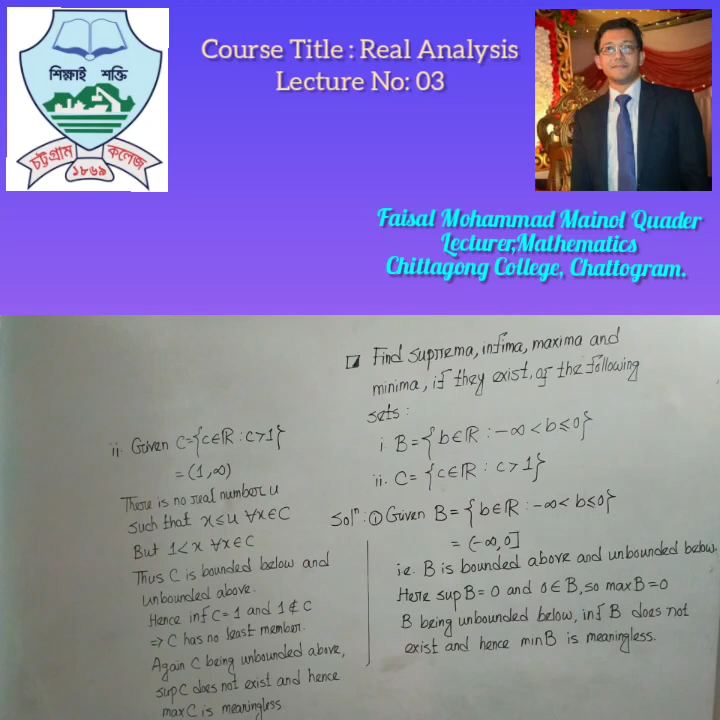 শিক্ষাই শক্তি
চট্টগ্রাম কলেজ
১৮৬৯
Course Title : Real Analysis
Lecture No: 03
Faisal Mohammad Mainol Quader
Lecturer,Mathematics
Chittagong College, Chattogram.
Find suprema, infima, maxima and
minima, if they exist, of the following
sets :
i. B = {b∈ℝ : -∞ < b ≤ 0}
ii. C = {c∈ℝ : c > 1}
Solⁿ : ① Given B = {b∈ℝ : -∞ < b ≤ 0}
= (-∞, 0]
i.e. B is bounded above and unbounded below.
Here sup B = 0 and 0 ∈ B, so max B = 0
B being unbounded below, inf B does not
exist and hence min B is meaningless.
ii. Given C = {c∈ℝ : c > 1}
= (1, ∞)
There is no real number u
such that x ≤ u ∀x∈C
But 1 < x ∀x∈C
Thus C is bounded below and
unbounded above.
Hence inf C = 1 and 1 ∉ C
⇒ C has no least member.
Again C being unbounded above,
sup C does not exist and hence
max C is meaningless